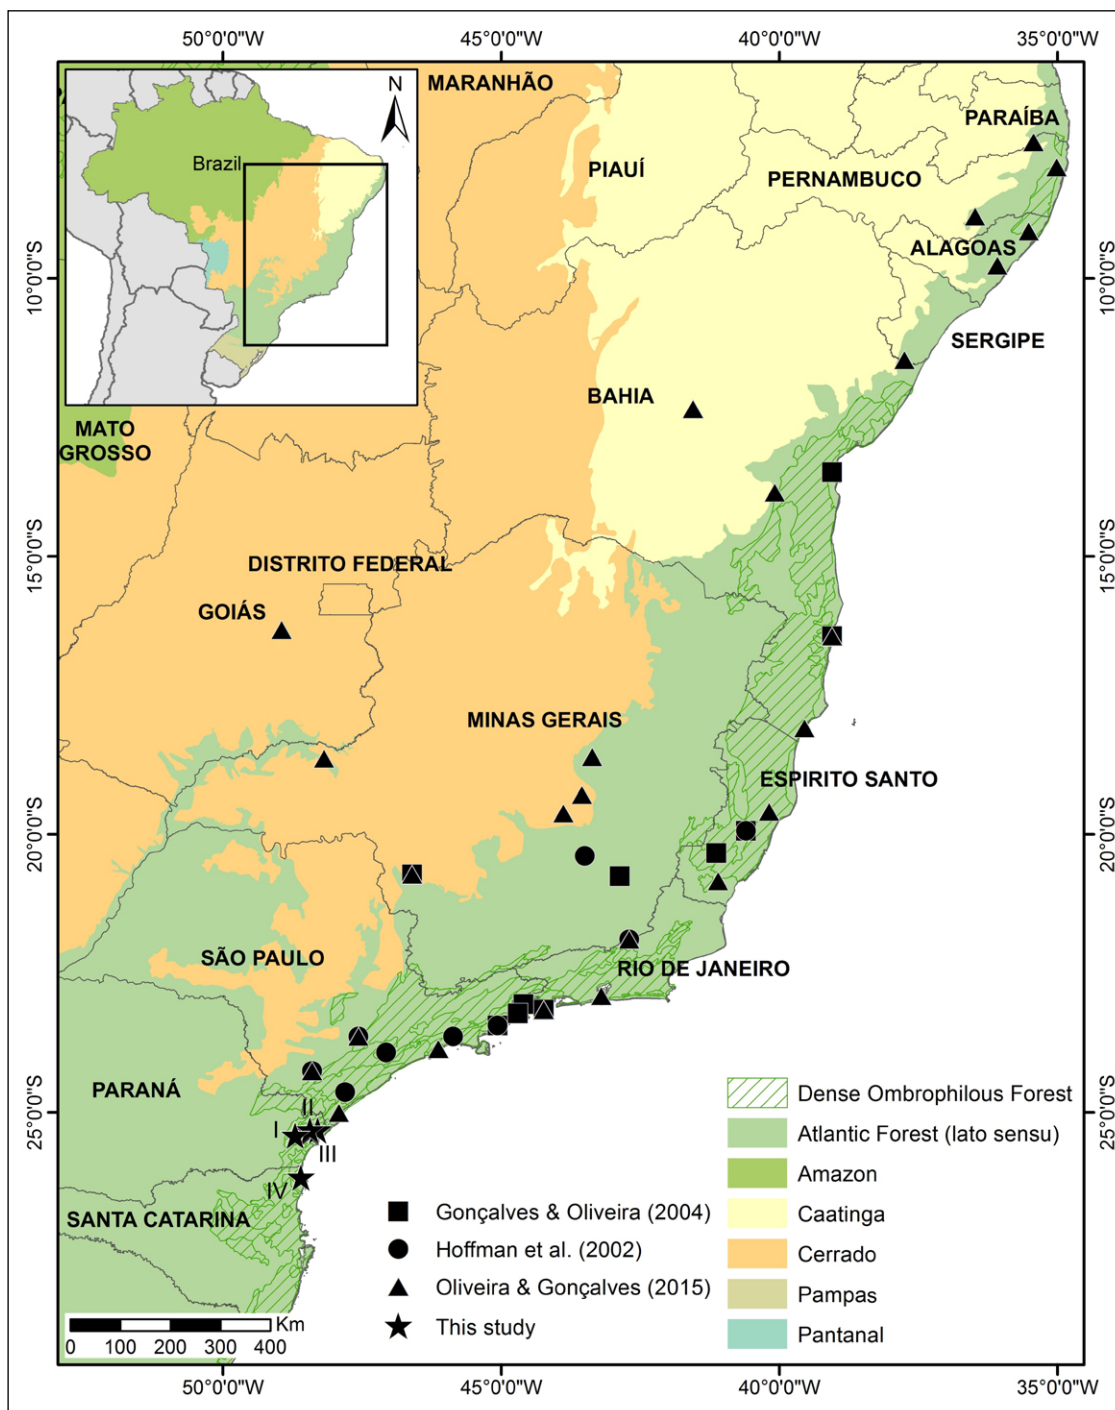 50°0'0"W 45°0'0"W 40°0'0"W 35°0'0"W
N
Brazil
MARANHÃO
PARAÍBA
PIAUÍ
PERNAMBUCO
ALAGOAS
10°0'0"S
10°0'0"S
SERGIPE
BAHIA
MATO
GROSSO
15°0'0"S
15°0'0"S
DISTRITO FEDERAL
GOIÁS
MINAS GERAIS
ESPIRITO SANTO
20°0'0"S
20°0'0"S
SÃO PAULO
RIO DE JANEIRO
PARANÁ
25°0'0"S
25°0'0"S
II
I
III
IV
SANTA CATARINA
Dense Ombrophilous Forest
Atlantic Forest (lato sensu)
Amazon
Caatinga
Cerrado
Pampas
Pantanal
Gonçalves & Oliveira (2004)
Hoffman et al. (2002)
Oliveira & Gonçalves (2015)
This study
Km
0 100 200 300 400
50°0'0"W 45°0'0"W 40°0'0"W 35°0'0"W